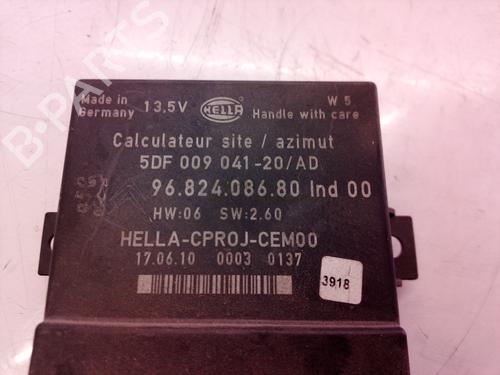 B-PARTS
Made in Germany
13,5V
HELLA
W 5
Handle with care
Calculateur site / azimut
5DF 009 041-20/AD
96.824.086.80 Ind 00
HW:06 SW:2.60
HELLA-CPROJ-CEM00
17.06.10 0003 0137
3918